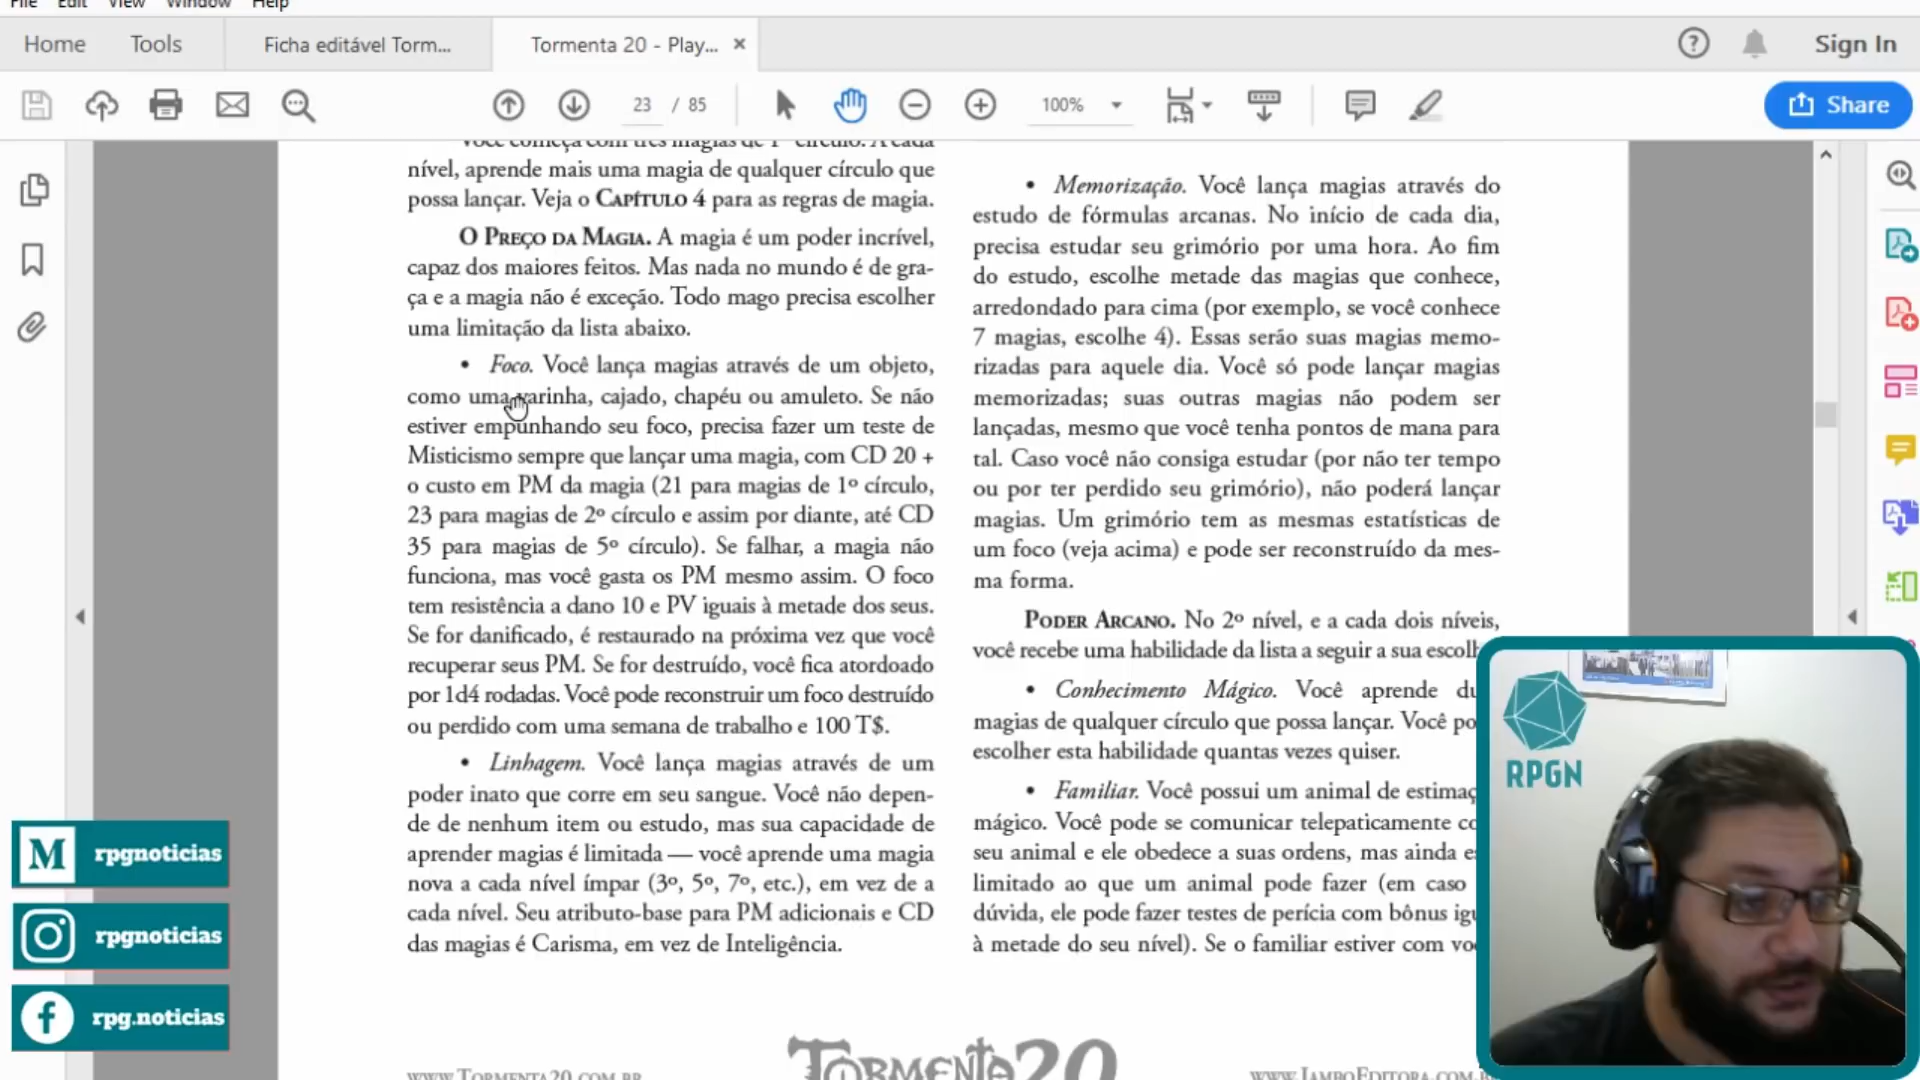 File Edit View Window Help
Home Tools Ficha editável Torm... Tormenta 20 - Play... Sign In
23 / 85 100% Share
Você começa com três magias de 1º círculo. A cada
nível, aprende mais uma magia de qualquer círculo que
possa lançar. Veja o CAPÍTULO 4 para as regras de magia.
O PREÇO DA MAGIA. A magia é um poder incrível,
capaz dos maiores feitos. Mas nada no mundo é de gra-
ça e a magia não é exceção. Todo mago precisa escolher
uma limitação da lista abaixo.
• Foco. Você lança magias através de um objeto,
como uma varinha, cajado, chapéu ou amuleto. Se não
estiver empunhando seu foco, precisa fazer um teste de
Misticismo sempre que lançar uma magia, com CD 20 +
o custo em PM da magia (21 para magias de 1º círculo,
23 para magias de 2º círculo e assim por diante, até CD
35 para magias de 5º círculo). Se falhar, a magia não
funciona, mas você gasta os PM mesmo assim. O foco
tem resistência a dano 10 e PV iguais à metade dos seus.
Se for danificado, é restaurado na próxima vez que você
recuperar seus PM. Se for destruído, você fica atordoado
por 1d4 rodadas. Você pode reconstruir um foco destruído
ou perdido com uma semana de trabalho e 100 T$.
• Linhagem. Você lança magias através de um
poder inato que corre em seu sangue. Você não depen-
de de nenhum item ou estudo, mas sua capacidade de
aprender magias é limitada — você aprende uma magia
nova a cada nível ímpar (3º, 5º, 7º, etc.), em vez de a
cada nível. Seu atributo-base para PM adicionais e CD
das magias é Carisma, em vez de Inteligência.
• Memorização. Você lança magias através do
estudo de fórmulas arcanas. No início de cada dia,
precisa estudar seu grimório por uma hora. Ao fim
do estudo, escolhe metade das magias que conhece,
arredondado para cima (por exemplo, se você conhece
7 magias, escolhe 4). Essas serão suas magias memo-
rizadas para aquele dia. Você só pode lançar magias
memorizadas; suas outras magias não podem ser
lançadas, mesmo que você tenha pontos de mana para
tal. Caso você não consiga estudar (por não ter tempo
ou por ter perdido seu grimório), não poderá lançar
magias. Um grimório tem as mesmas estatísticas de
um foco (veja acima) e pode ser reconstruído da mes-
ma forma.
PODER ARCANO. No 2º nível, e a cada dois níveis,
você recebe uma habilidade da lista a seguir a sua escolh
• Conhecimento Mágico. Você aprende du
magias de qualquer círculo que possa lançar. Você po
escolher esta habilidade quantas vezes quiser.
• Familiar. Você possui um animal de estimaç
mágico. Você pode se comunicar telepaticamente co
seu animal e ele obedece a suas ordens, mas ainda e
limitado ao que um animal pode fazer (em caso
dúvida, ele pode fazer testes de perícia com bônus igu
à metade do seu nível). Se o familiar estiver com vo
WWW.TORMENTA20.COM.BR
TORMENTA20
WWW.JAMBOEDITORA.COM.
M rpgnoticias
rpgnoticias
f rpg.noticias
RPGN